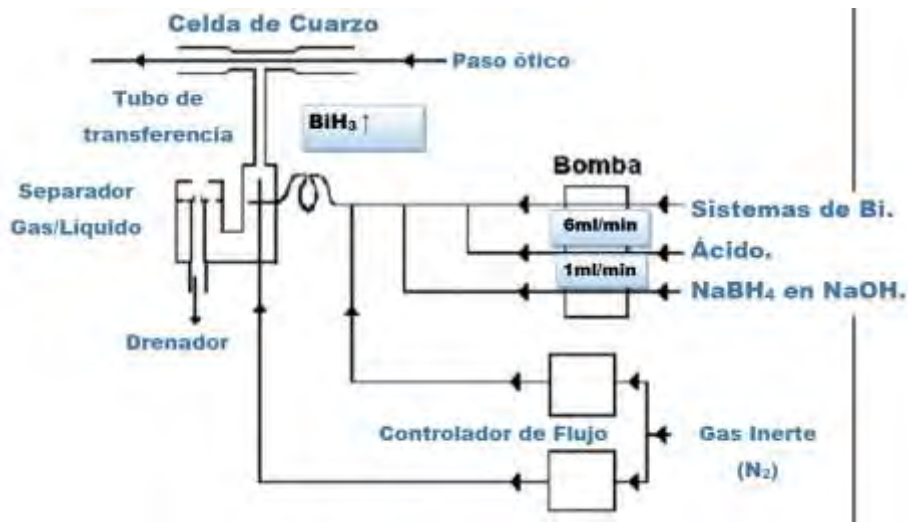 Celda de Cuarzo
Paso ótico
Tubo de
transferencia
BiH₃ ↑
Bomba
Separador
Gas/Líquido
Sistemas de Bi.
6ml/min
Ácido.
1ml/min
NaBH₄ en NaOH.
Drenador
Controlador de Flujo
Gas Inerte
(N₂)